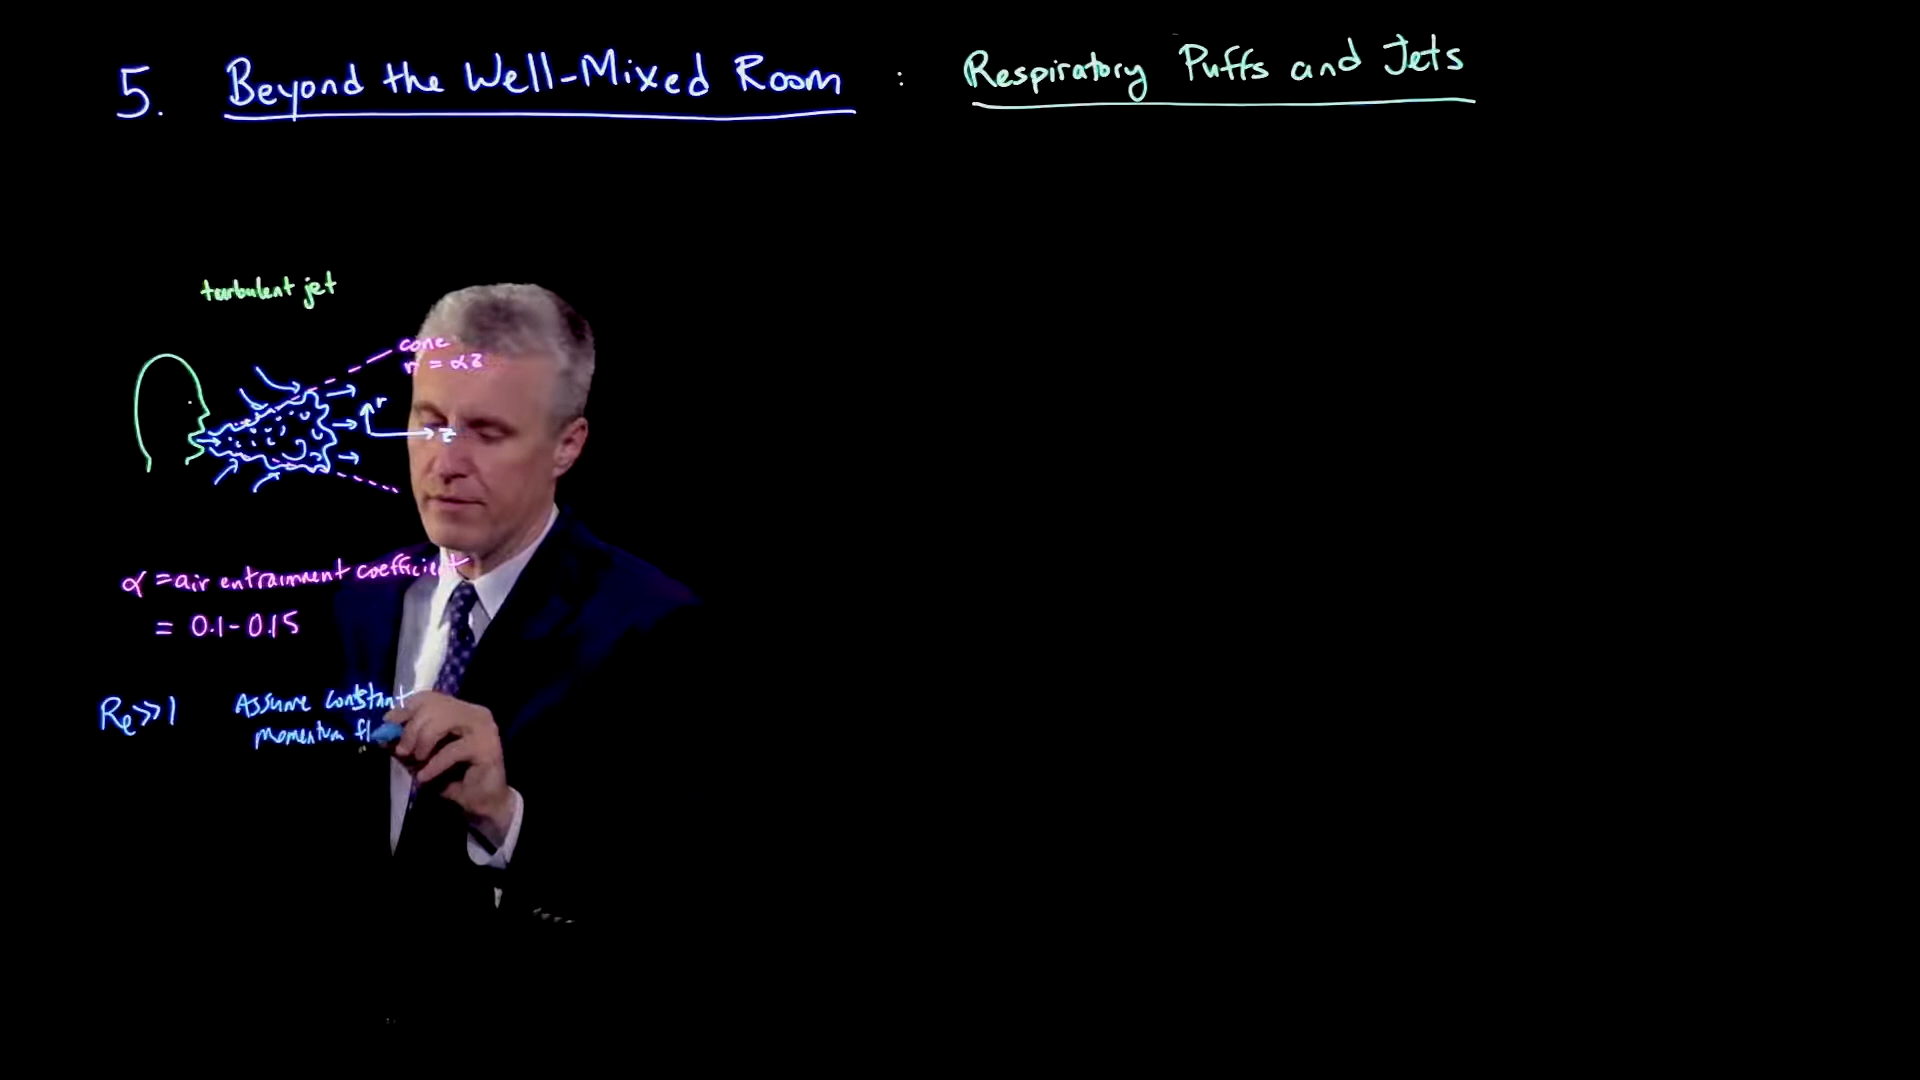 5. Beyond the Well-Mixed Room : Respiratory Puffs and Jets
turbulent jet
cone
r = αz
r
z
α = air entrainment coefficient
= 0.1 - 0.15
Re >> 1
Assume constant
momentum fl